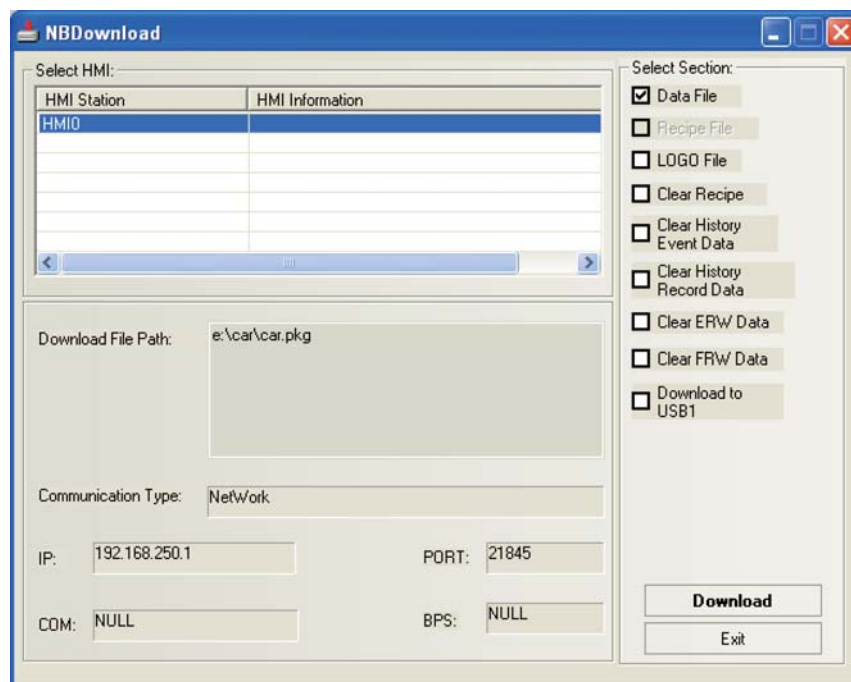 NBDownload
Select HMI:
HMI Station
HMI Information
HMI0
Download File Path:
e:\car\car.pkg
Communication Type:
NetWork
IP:
192.168.250.1
PORT:
21845
COM:
NULL
BPS:
NULL
Select Section:
Data File
Recipe File
LOGO File
Clear Recipe
Clear History
Event Data
Clear History
Record Data
Clear ERW Data
Clear FRW Data
Download to
USB1
Download
Exit